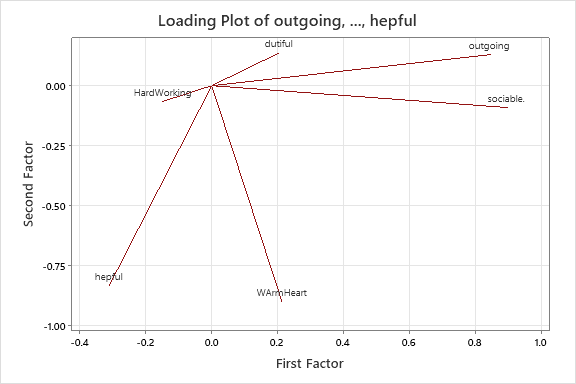 Loading Plot of outgoing, ..., hepful
dutiful
outgoing
HardWorking
sociable.
hepful
WArmHeart
0.00
-0.25
-0.50
-0.75
-1.00
Second Factor
-0.4
-0.2
0.0
0.2
0.4
0.6
0.8
1.0
First Factor